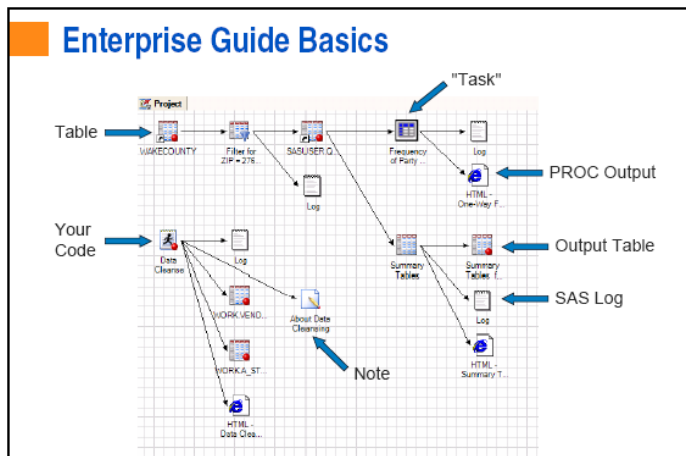 Enterprise Guide Basics
"Task"
Project
Table
WAKECOUNTY
Filter for
ZIP = 276...
SASUSER.Q...
Frequency
of Party ...
Log
Log
HTML -
One-Way F...
PROC Output
Your
Code
Data
Cleanse
Log
Summary
Tables
Summary
Tables f...
Output Table
WORK.VENO...
About Data
Cleansing
Log
SAS Log
WORK.A_ST...
Note
HTML -
Summary T...
HTML -
Data Clea...